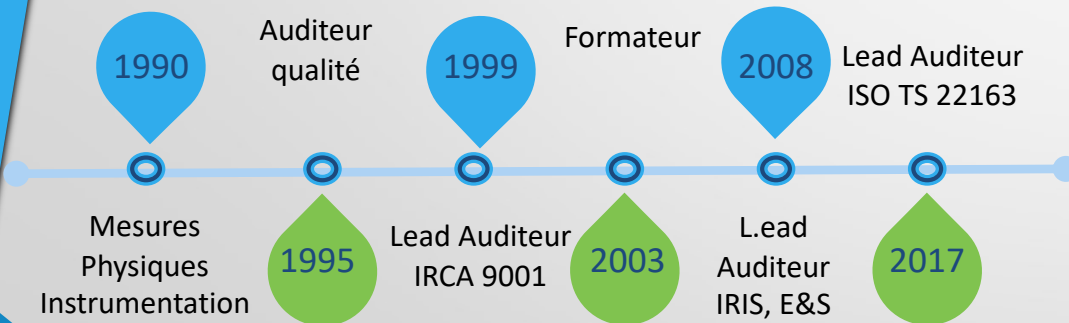 1990
Mesures
Physiques
Instrumentation
Auditeur
qualité
1995
1999
Lead Auditeur
IRCA 9001
Formateur
2003
2008
L.ead
Auditeur
IRIS, E&S
Lead Auditeur
ISO TS 22163
2017